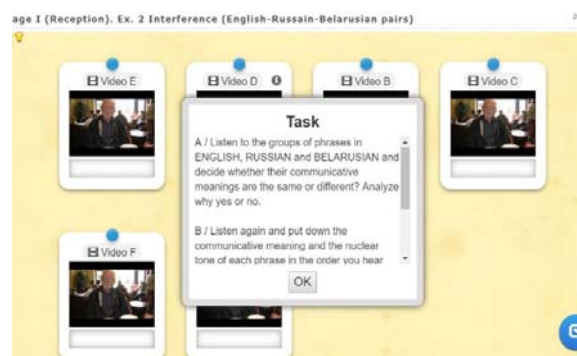 age I (Reception). Ex. 2 Interference (English-Russain-Belarusian pairs)
Video E
Video D
Video B
Video C
Task
A / Listen to the groups of phrases in
ENGLISH, RUSSIAN and BELARUSIAN and
decide whether their communicative
meanings are the same or different? Analyze
why yes or no.
B / Listen again and put down the
communicative meaning and the nuclear
tone of each phrase in the order you hear
OK
Video F